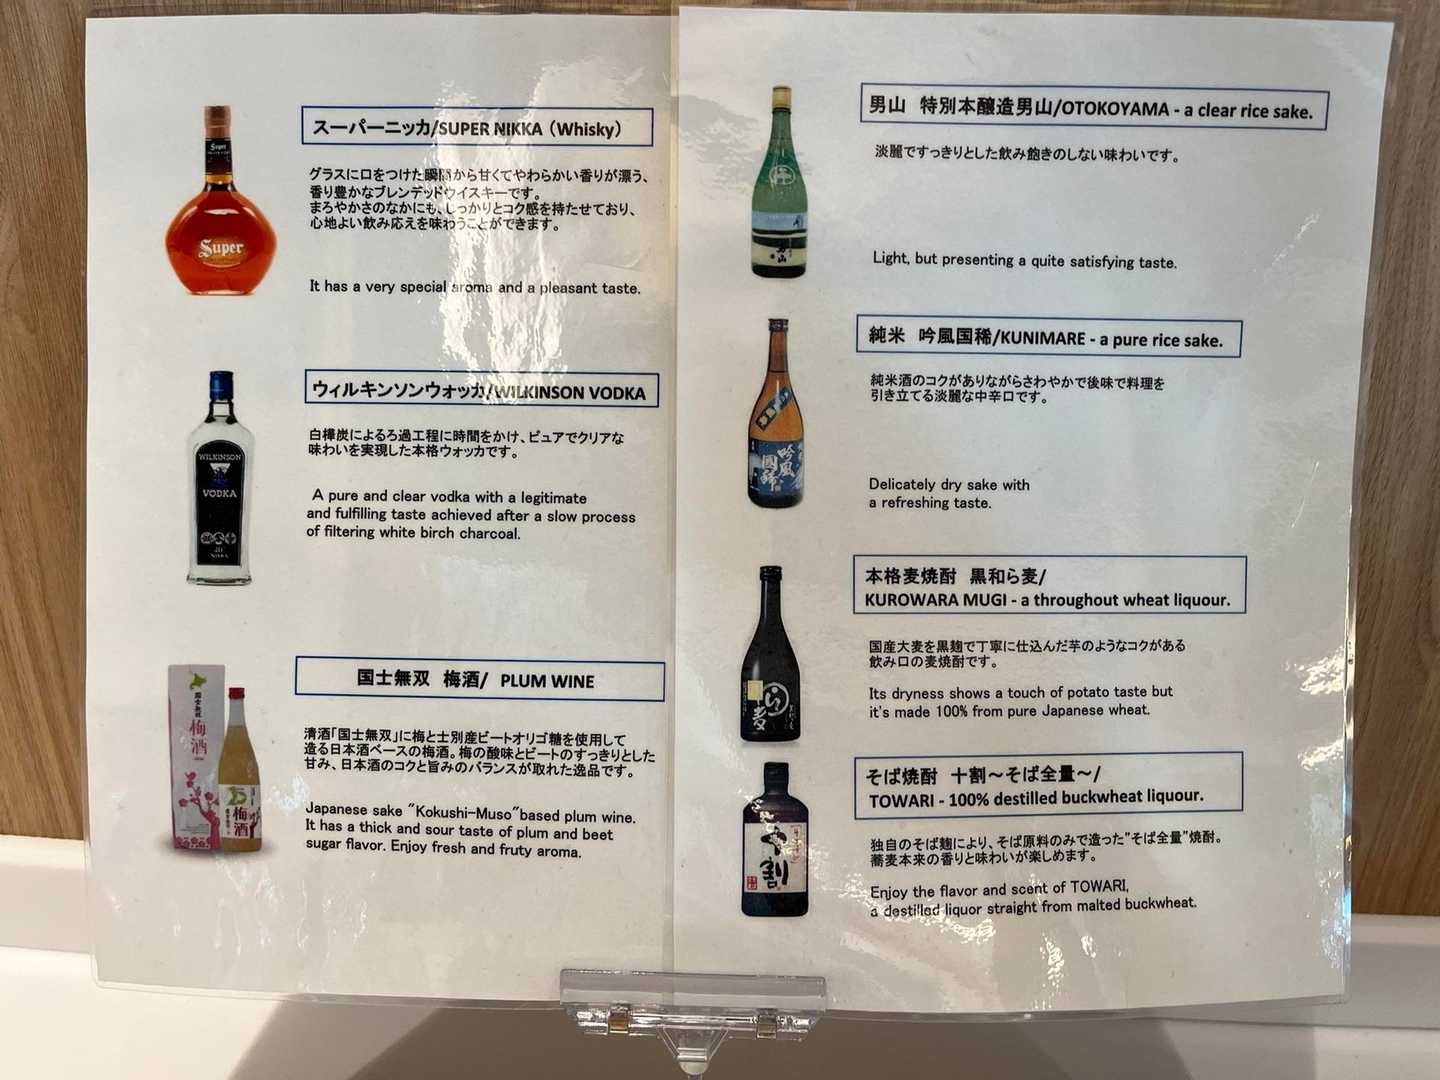 スーパーニッカ/SUPER NIKKA（Whisky）
グラスに口をつけた瞬間から甘くてやわらかい香りが漂う、
香り豊かなブレンデッドウイスキーです。
まろやかさのなかにも、しっかりとコク感を持たせており、
心地よい飲み応えを味わうことができます。
It has a very special aroma and a pleasant taste.
Super
ウィルキンソンウォッカ/WILKINSON VODKA
白樺炭によるろ過工程に時間をかけ、ピュアでクリアな
味わいを実現した本格ウォッカです。
A pure and clear vodka with a legitimate
and fulfilling taste achieved after a slow process
of filtering white birch charcoal.
WILKINSON
VODKA
国士無双 梅酒/ PLUM WINE
清酒「国士無双」に梅と士別産ビートオリゴ糖を使用して
造る日本酒ベースの梅酒。梅の酸味とビートのすっきりとした
甘み、日本酒のコクと旨みのバランスが取れた逸品です。
Japanese sake "Kokushi-Muso"based plum wine.
It has a thick and sour taste of plum and beet
sugar flavor. Enjoy fresh and fruty aroma.
国士無双
梅酒
梅酒
男山 特別本醸造男山/OTOKOYAMA - a clear rice sake.
淡麗ですっきりとした飲み飽きのしない味わいです。
Light, but presenting a quite satisfying taste.
男山
純米 吟風国稀/KUNIMARE - a pure rice sake.
純米酒のコクがありながらさわやかで後味で料理を
引き立てる淡麗な中辛口です。
Delicately dry sake with
a refreshing taste.
吟風
国稀
本格麦焼酎 黒和ら麦/
KUROWARA MUGI - a throughout wheat liquour.
国産大麦を黒麹で丁寧に仕込んだ芋のようなコクがある
飲み口の麦焼酎です。
Its dryness shows a touch of potato taste but
it's made 100% from pure Japanese wheat.
ら
麦
そば焼酎 十割～そば全量～/
TOWARI - 100% destilled buckwheat liquour.
独自のそば麹により、そば原料のみで造った"そば全量"焼酎。
蕎麦本来の香りと味わいが楽しめます。
Enjoy the flavor and scent of TOWARI,
a destilled liquor straight from malted buckwheat.
十割